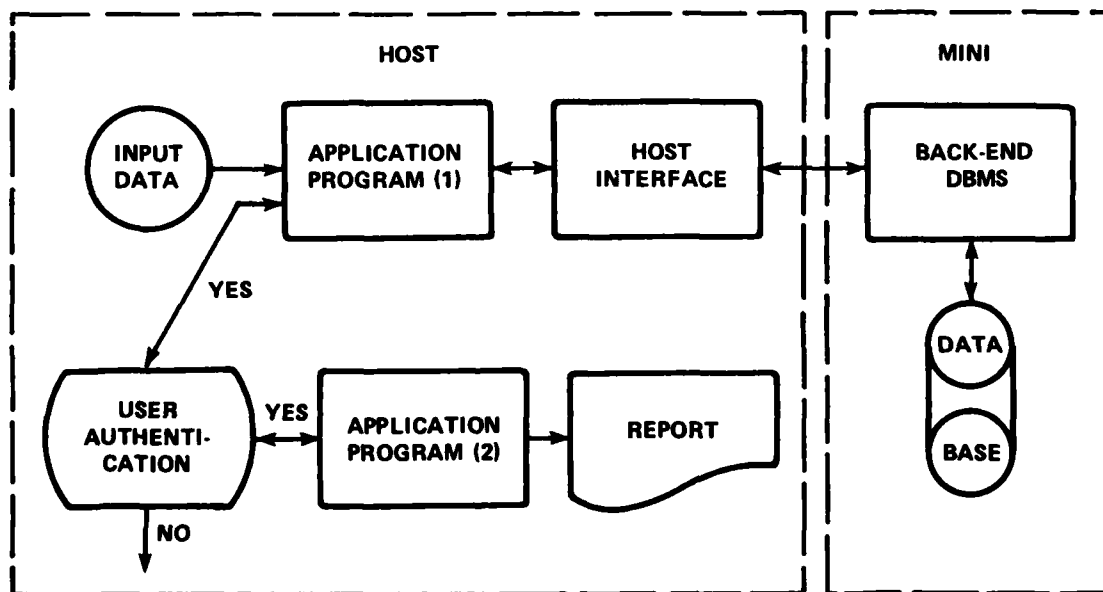 HOST
MINI
INPUT
DATA
APPLICATION
PROGRAM (1)
HOST
INTERFACE
BACK-END
DBMS
YES
DATA
BASE
USER
AUTHENTI-
CATION
YES
APPLICATION
PROGRAM (2)
REPORT
NO